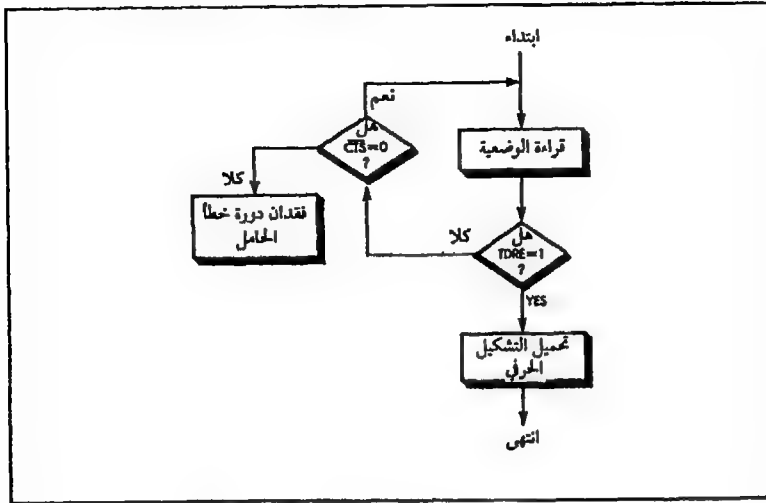 ابتداء
نعم
هل
C̅T̅S̅=0
?
قراءة الوضعية
كلا
فقدان دورة خطأ
الحامل
كلا
هل
TDRE=1
?
YES
تحميل التشكيل
الحرفي
انتهى